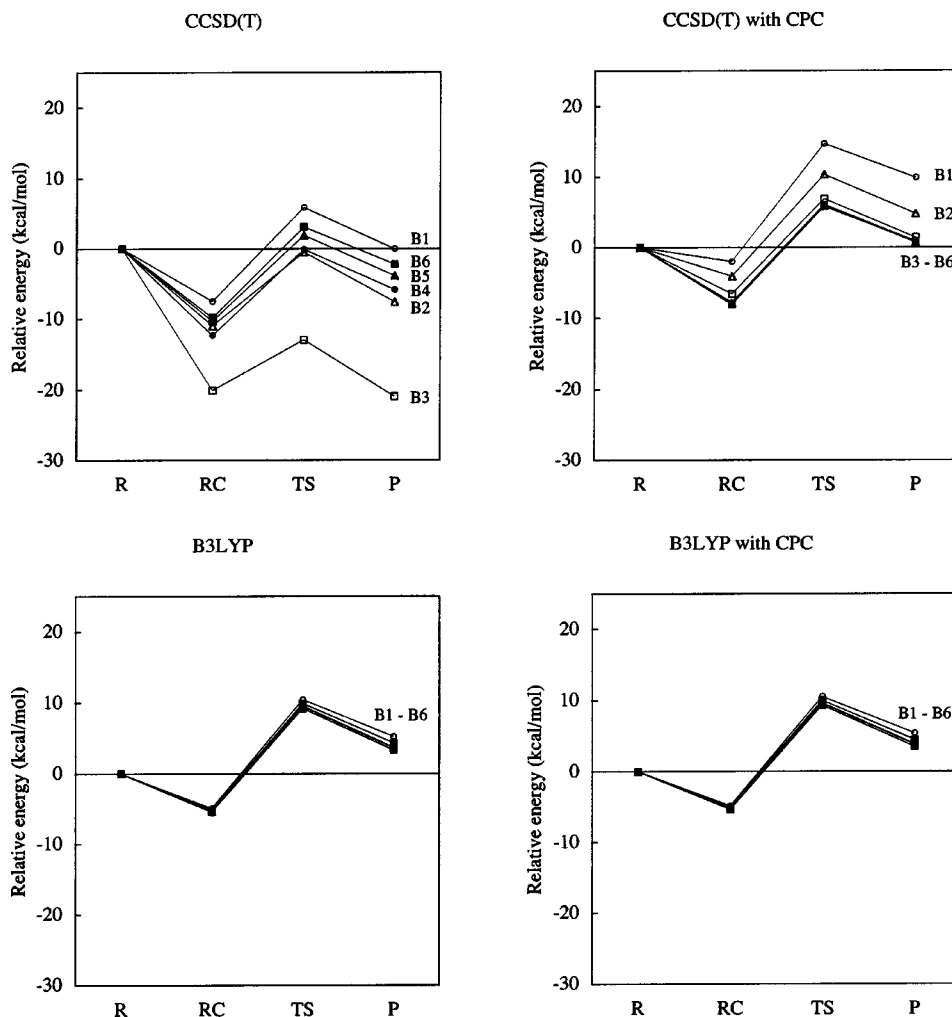 CCSD(T)
Relative energy (kcal/mol)
20
10
0
-10
-20
-30
B1
B6
B5
B4
B2
B3
R RC TS P
CCSD(T) with CPC
Relative energy (kcal/mol)
20
10
0
-10
-20
-30
B1
B2
B3 - B6
R RC TS P
B3LYP
Relative energy (kcal/mol)
20
10
0
-10
-20
-30
B1 - B6
R RC TS P
B3LYP with CPC
Relative energy (kcal/mol)
20
10
0
-10
-20
-30
B1 - B6
R RC TS P